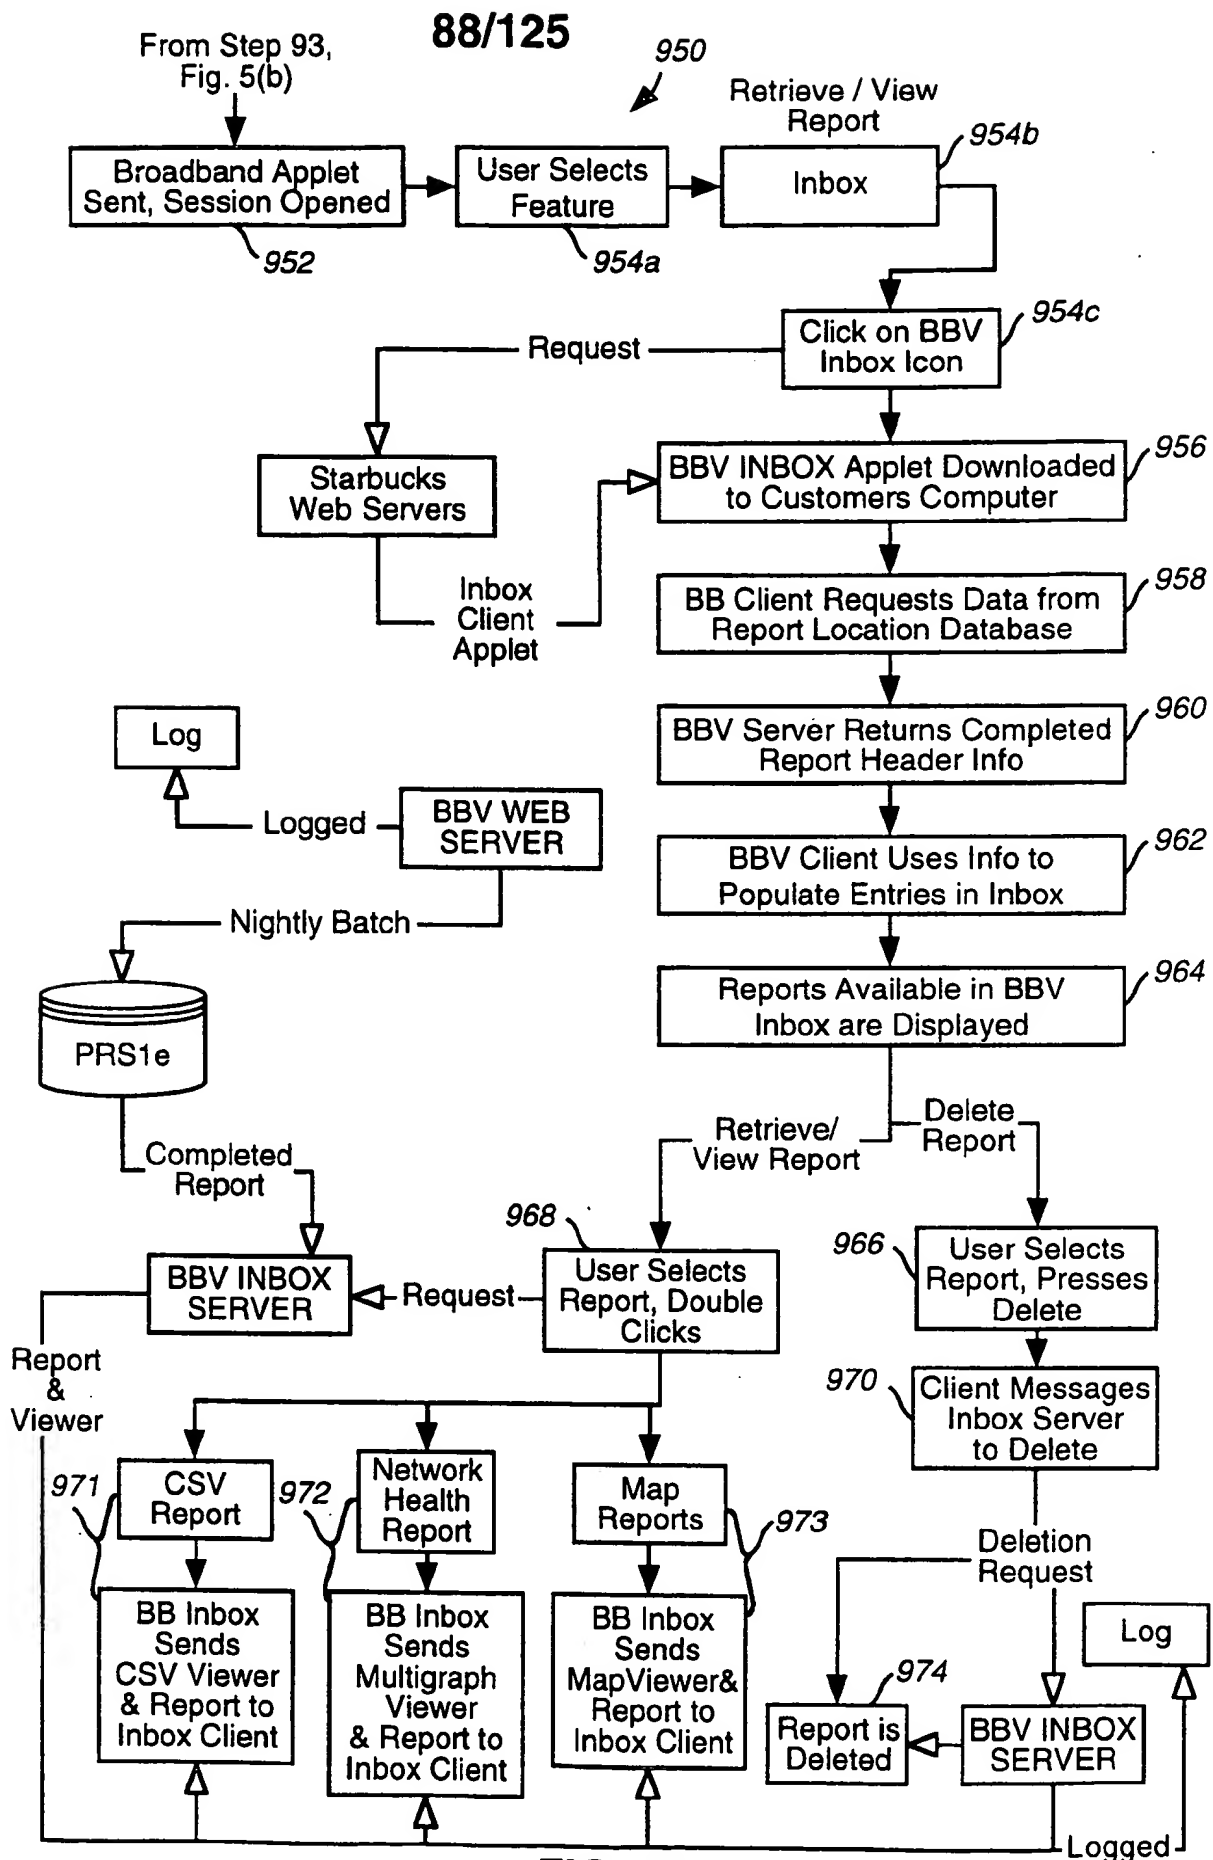 88/125
From Step 93,
Fig. 5(b)
950
Retrieve / View
Report
954b
Broadband Applet
Sent, Session Opened
952
User Selects
Feature
954a
Inbox
Click on BBV
Inbox Icon
954c
Request
Starbucks
Web Servers
BBV INBOX Applet Downloaded
to Customers Computer
956
Inbox
Client
Applet
BB Client Requests Data from
Report Location Database
958
BBV Server Returns Completed
Report Header Info
960
Log
Logged
BBV WEB
SERVER
BBV Client Uses Info to
Populate Entries in Inbox
962
Nightly Batch
Reports Available in BBV
Inbox are Displayed
964
PRS1e
Retrieve/
View Report
Delete
Report
Completed
Report
968
966
BBV INBOX
SERVER
Request
User Selects
Report, Double
Clicks
User Selects
Report, Presses
Delete
Report
&
Viewer
970
Client Messages
Inbox Server
to Delete
971
CSV
Report
972
Network
Health
Report
Map
Reports
973
Deletion
Request
BB Inbox
Sends
CSV Viewer
& Report to
Inbox Client
BB Inbox
Sends
Multigraph
Viewer
& Report to
Inbox Client
BB Inbox
Sends
MapViewer&
Report to
Inbox Client
Log
974
Report is
Deleted
BBV INBOX
SERVER
Logged